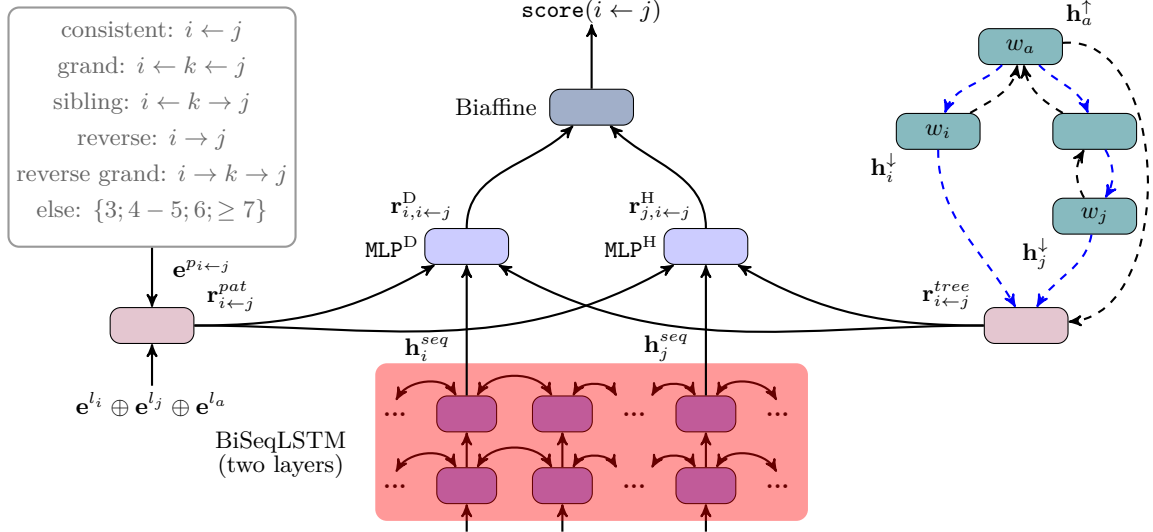 score(i ← j)
consistent: i ← j
grand: i ← k ← j
sibling: i ← k → j
reverse: i → j
reverse grand: i → k → j
else: {3; 4 − 5; 6; ≥ 7}
Biaffine
h_a^↑
w_a
w_i
h_i^↓
w_j
h_j^↓
r_{i,i←j}^D
r_{j,i←j}^H
MLP^D
MLP^H
e^{p_{i←j}}
r_{i←j}^{pat}
r_{i←j}^{tree}
h_i^{seq}
h_j^{seq}
e^{l_i} ⊕ e^{l_j} ⊕ e^{l_a}
... ... ... ...
BiSeqLSTM
(two layers)
... ... ... ...